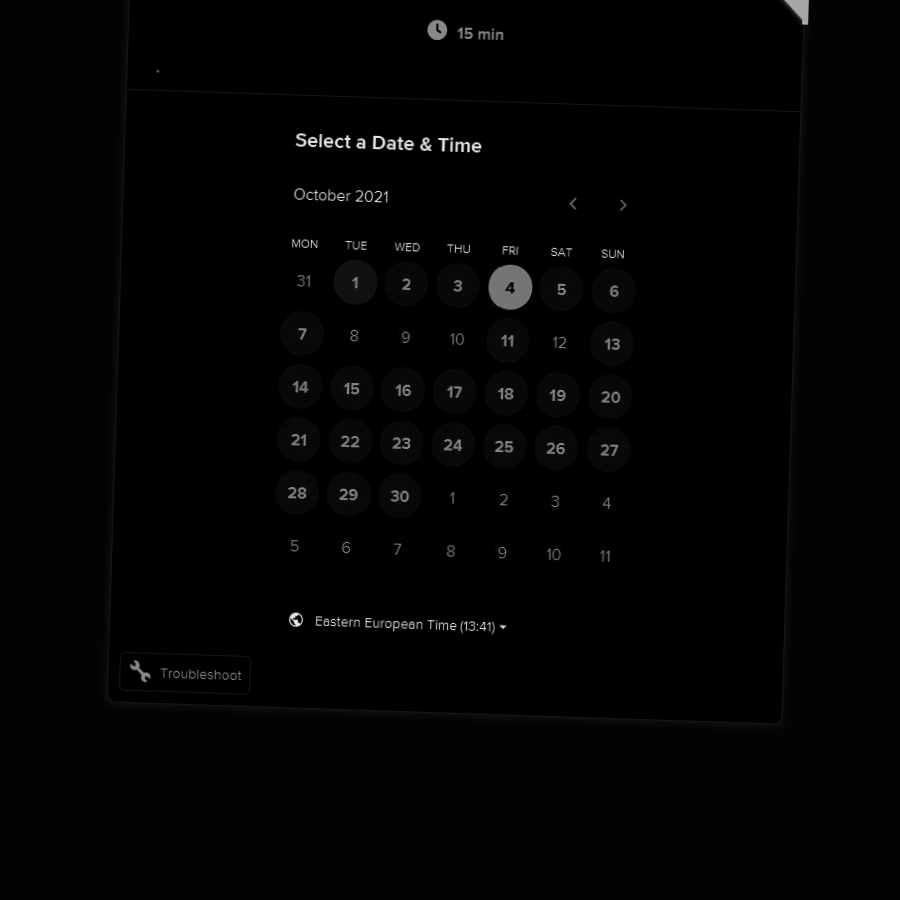 15 min
Select a Date & Time
October 2021
MON TUE WED THU FRI SAT SUN
31 1 2 3 4 5 6
7 8 9 10 11 12 13
14 15 16 17 18 19 20
21 22 23 24 25 26 27
28 29 30 1 2 3 4
5 6 7 8 9 10 11
Eastern European Time (13:41)
Troubleshoot